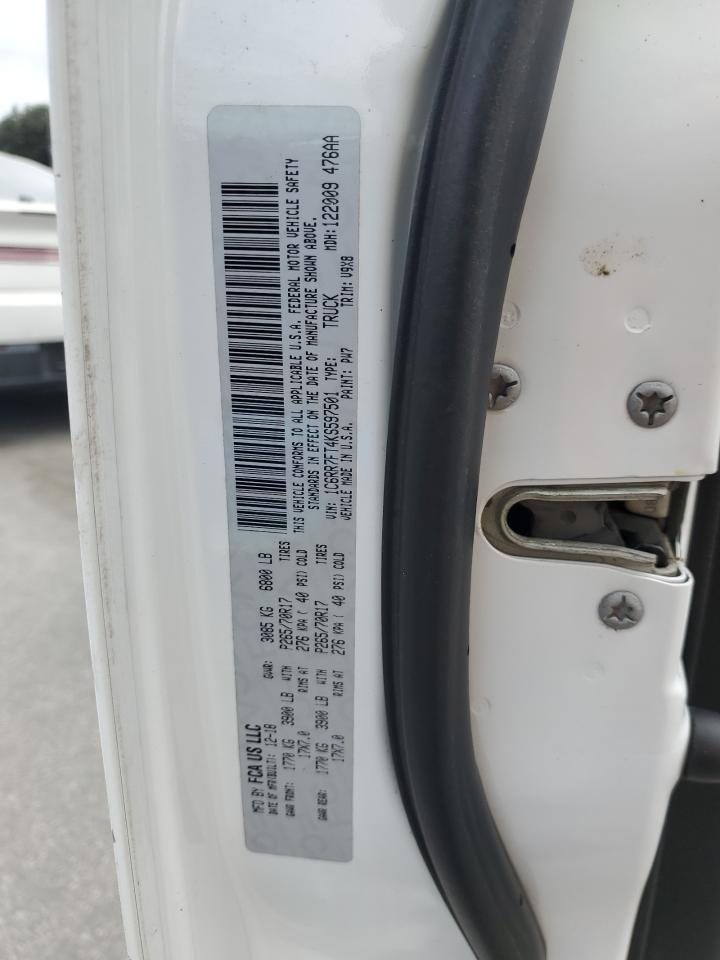 MFD BY FCA US LLC
DATE OF MFR(BUILT): 12-18 GVWR: 3085 KG 6800 LB
GAWR FRONT: 1770 KG 3900 LB WITH P265/70R17 TIRES
17X7.0 RIMS AT 276 KPA ( 40 PSI) COLD
GAWR REAR: 1770 KG 3900 LB WITH P265/70R17 TIRES
17X7.0 RIMS AT 276 KPA ( 40 PSI) COLD
THIS VEHICLE CONFORMS TO ALL APPLICABLE U.S.A. FEDERAL MOTOR VEHICLE SAFETY
STANDARDS IN EFFECT ON THE DATE OF MANUFACTURE SHOWN ABOVE.
VIN: 1C6RR7FT4KS597501 TYPE: TRUCK MDH: 122009 476AA
VEHICLE MADE IN U.S.A. PAINT: PW7 TRIM: V9X8